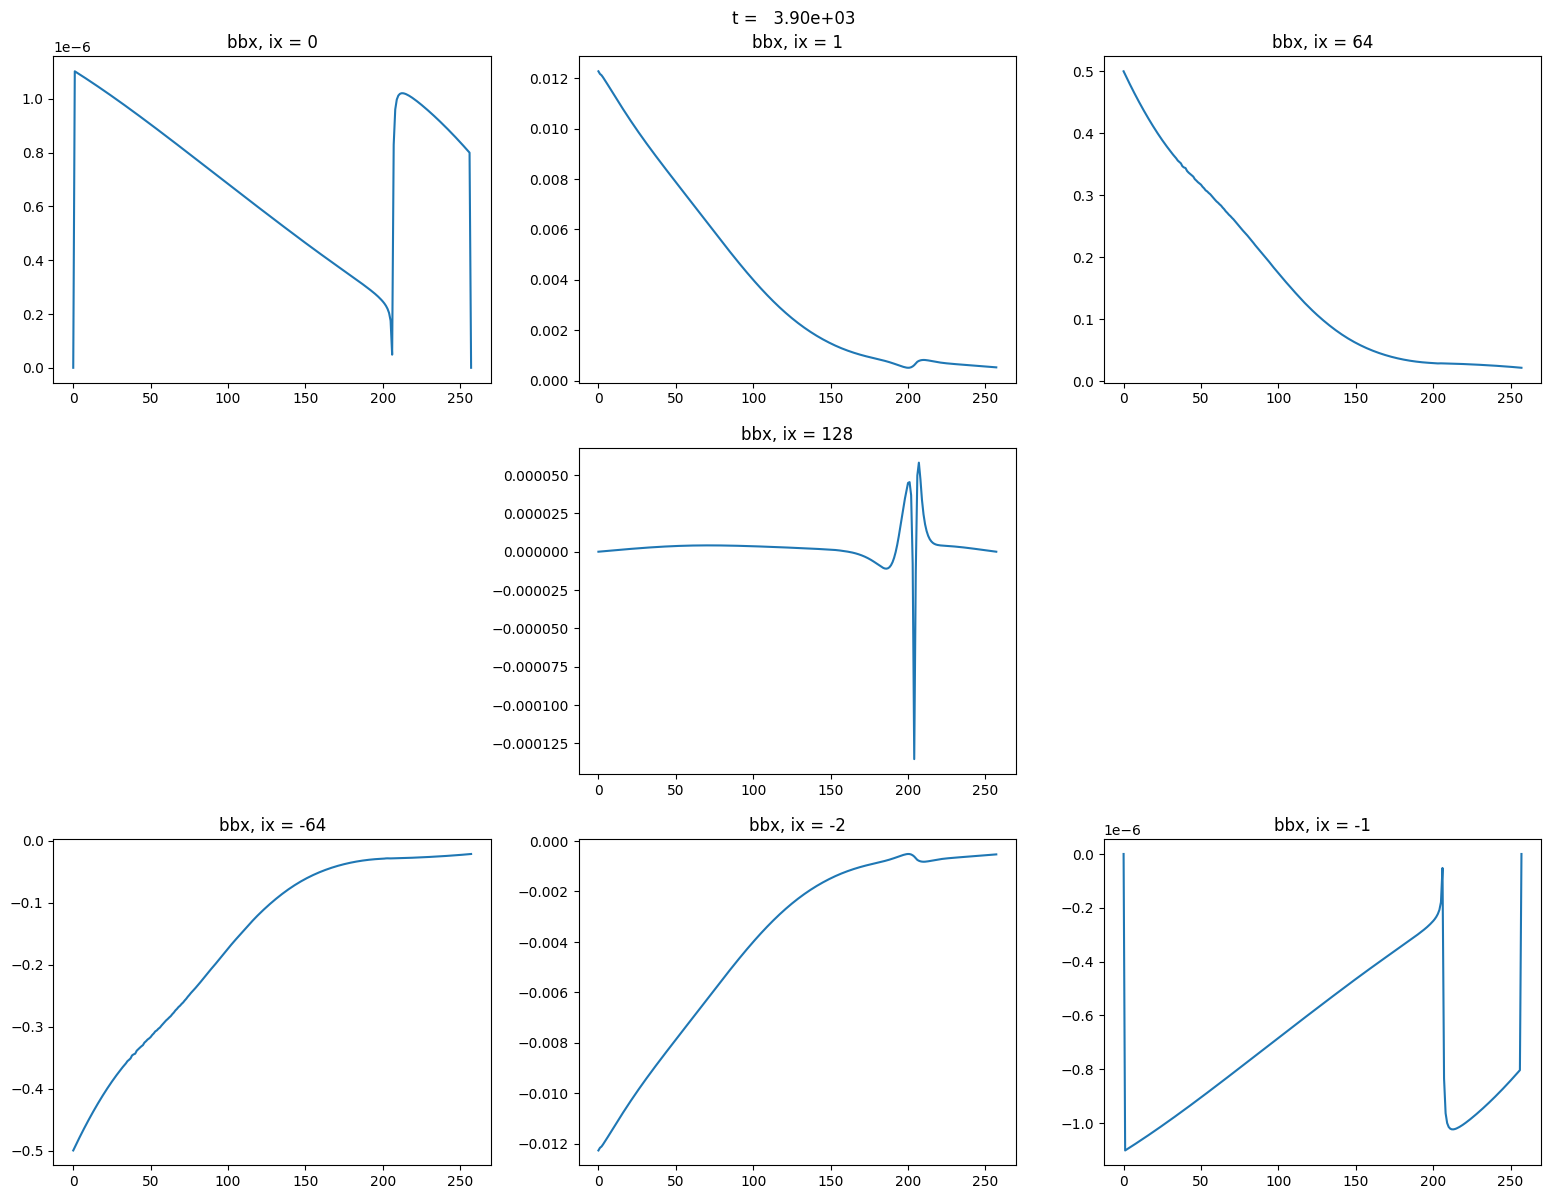 t =   3.90e+03
bbx, ix = 0
bbx, ix = 1
bbx, ix = 64
1e−6
1.0
0.8
0.6
0.4
0.2
0.0
0 50 100 150 200 250
0.012
0.010
0.008
0.006
0.004
0.002
0.000
0 50 100 150 200 250
0.5
0.4
0.3
0.2
0.1
0.0
0 50 100 150 200 250
bbx, ix = 128
0.000050
0.000025
0.000000
−0.000025
−0.000050
−0.000075
−0.000100
−0.000125
0 50 100 150 200 250
bbx, ix = -64
bbx, ix = -2
bbx, ix = -1
0.0
−0.1
−0.2
−0.3
−0.4
−0.5
0 50 100 150 200 250
0.000
−0.002
−0.004
−0.006
−0.008
−0.010
−0.012
0 50 100 150 200 250
1e−6
0.0
−0.2
−0.4
−0.6
−0.8
−1.0
0 50 100 150 200 250